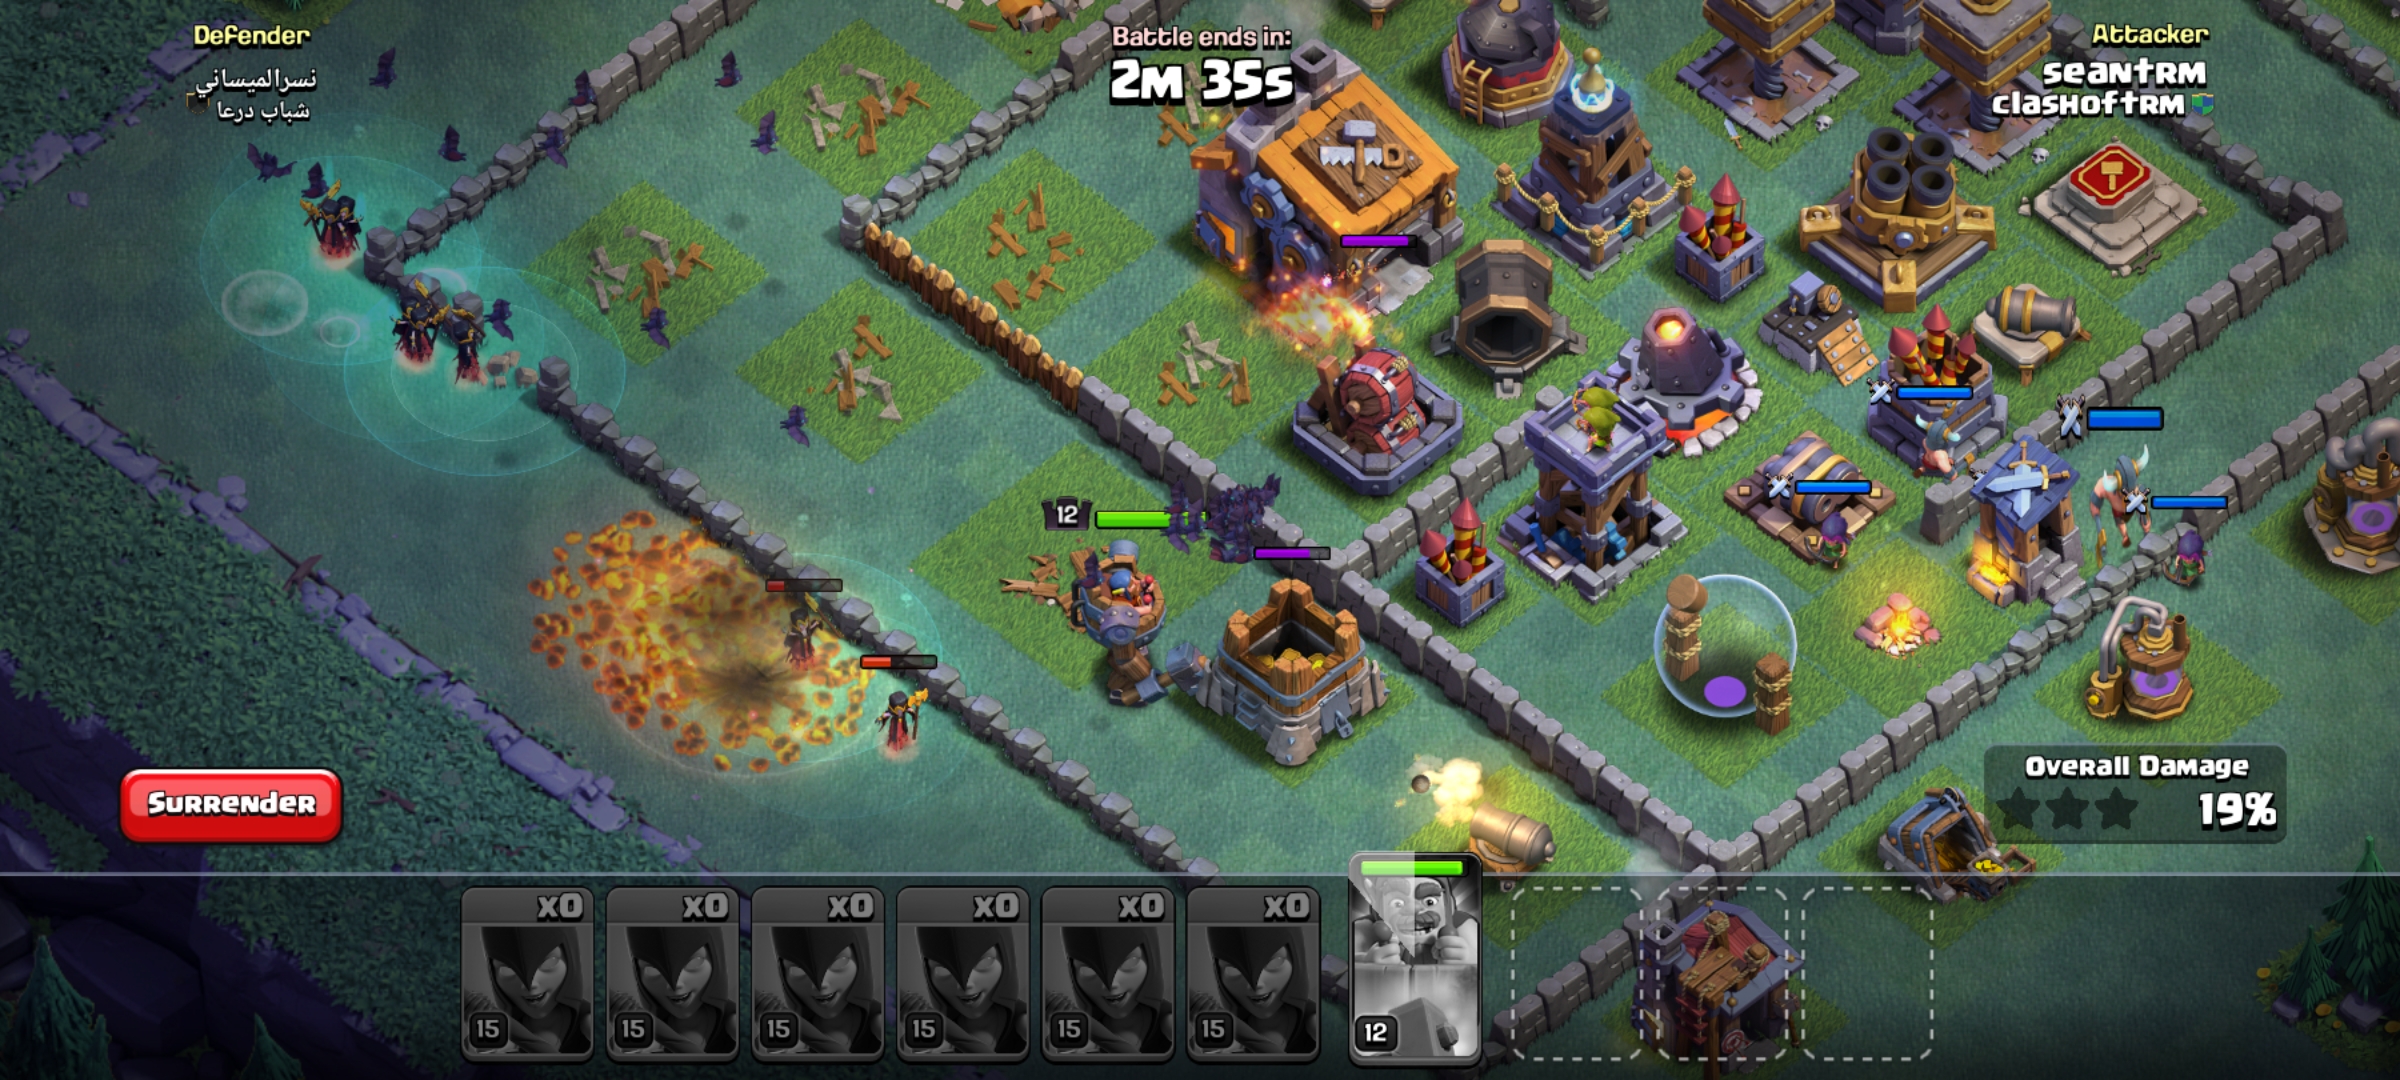 Defender
نسرالميساني
شباب درعا
Battle ends in:
2M 35S
Attacker
seantRM
clashoftRM
12
Surrender
Overall Damage
19%
x0
x0
x0
x0
x0
x0
15
15
15
15
15
15
12